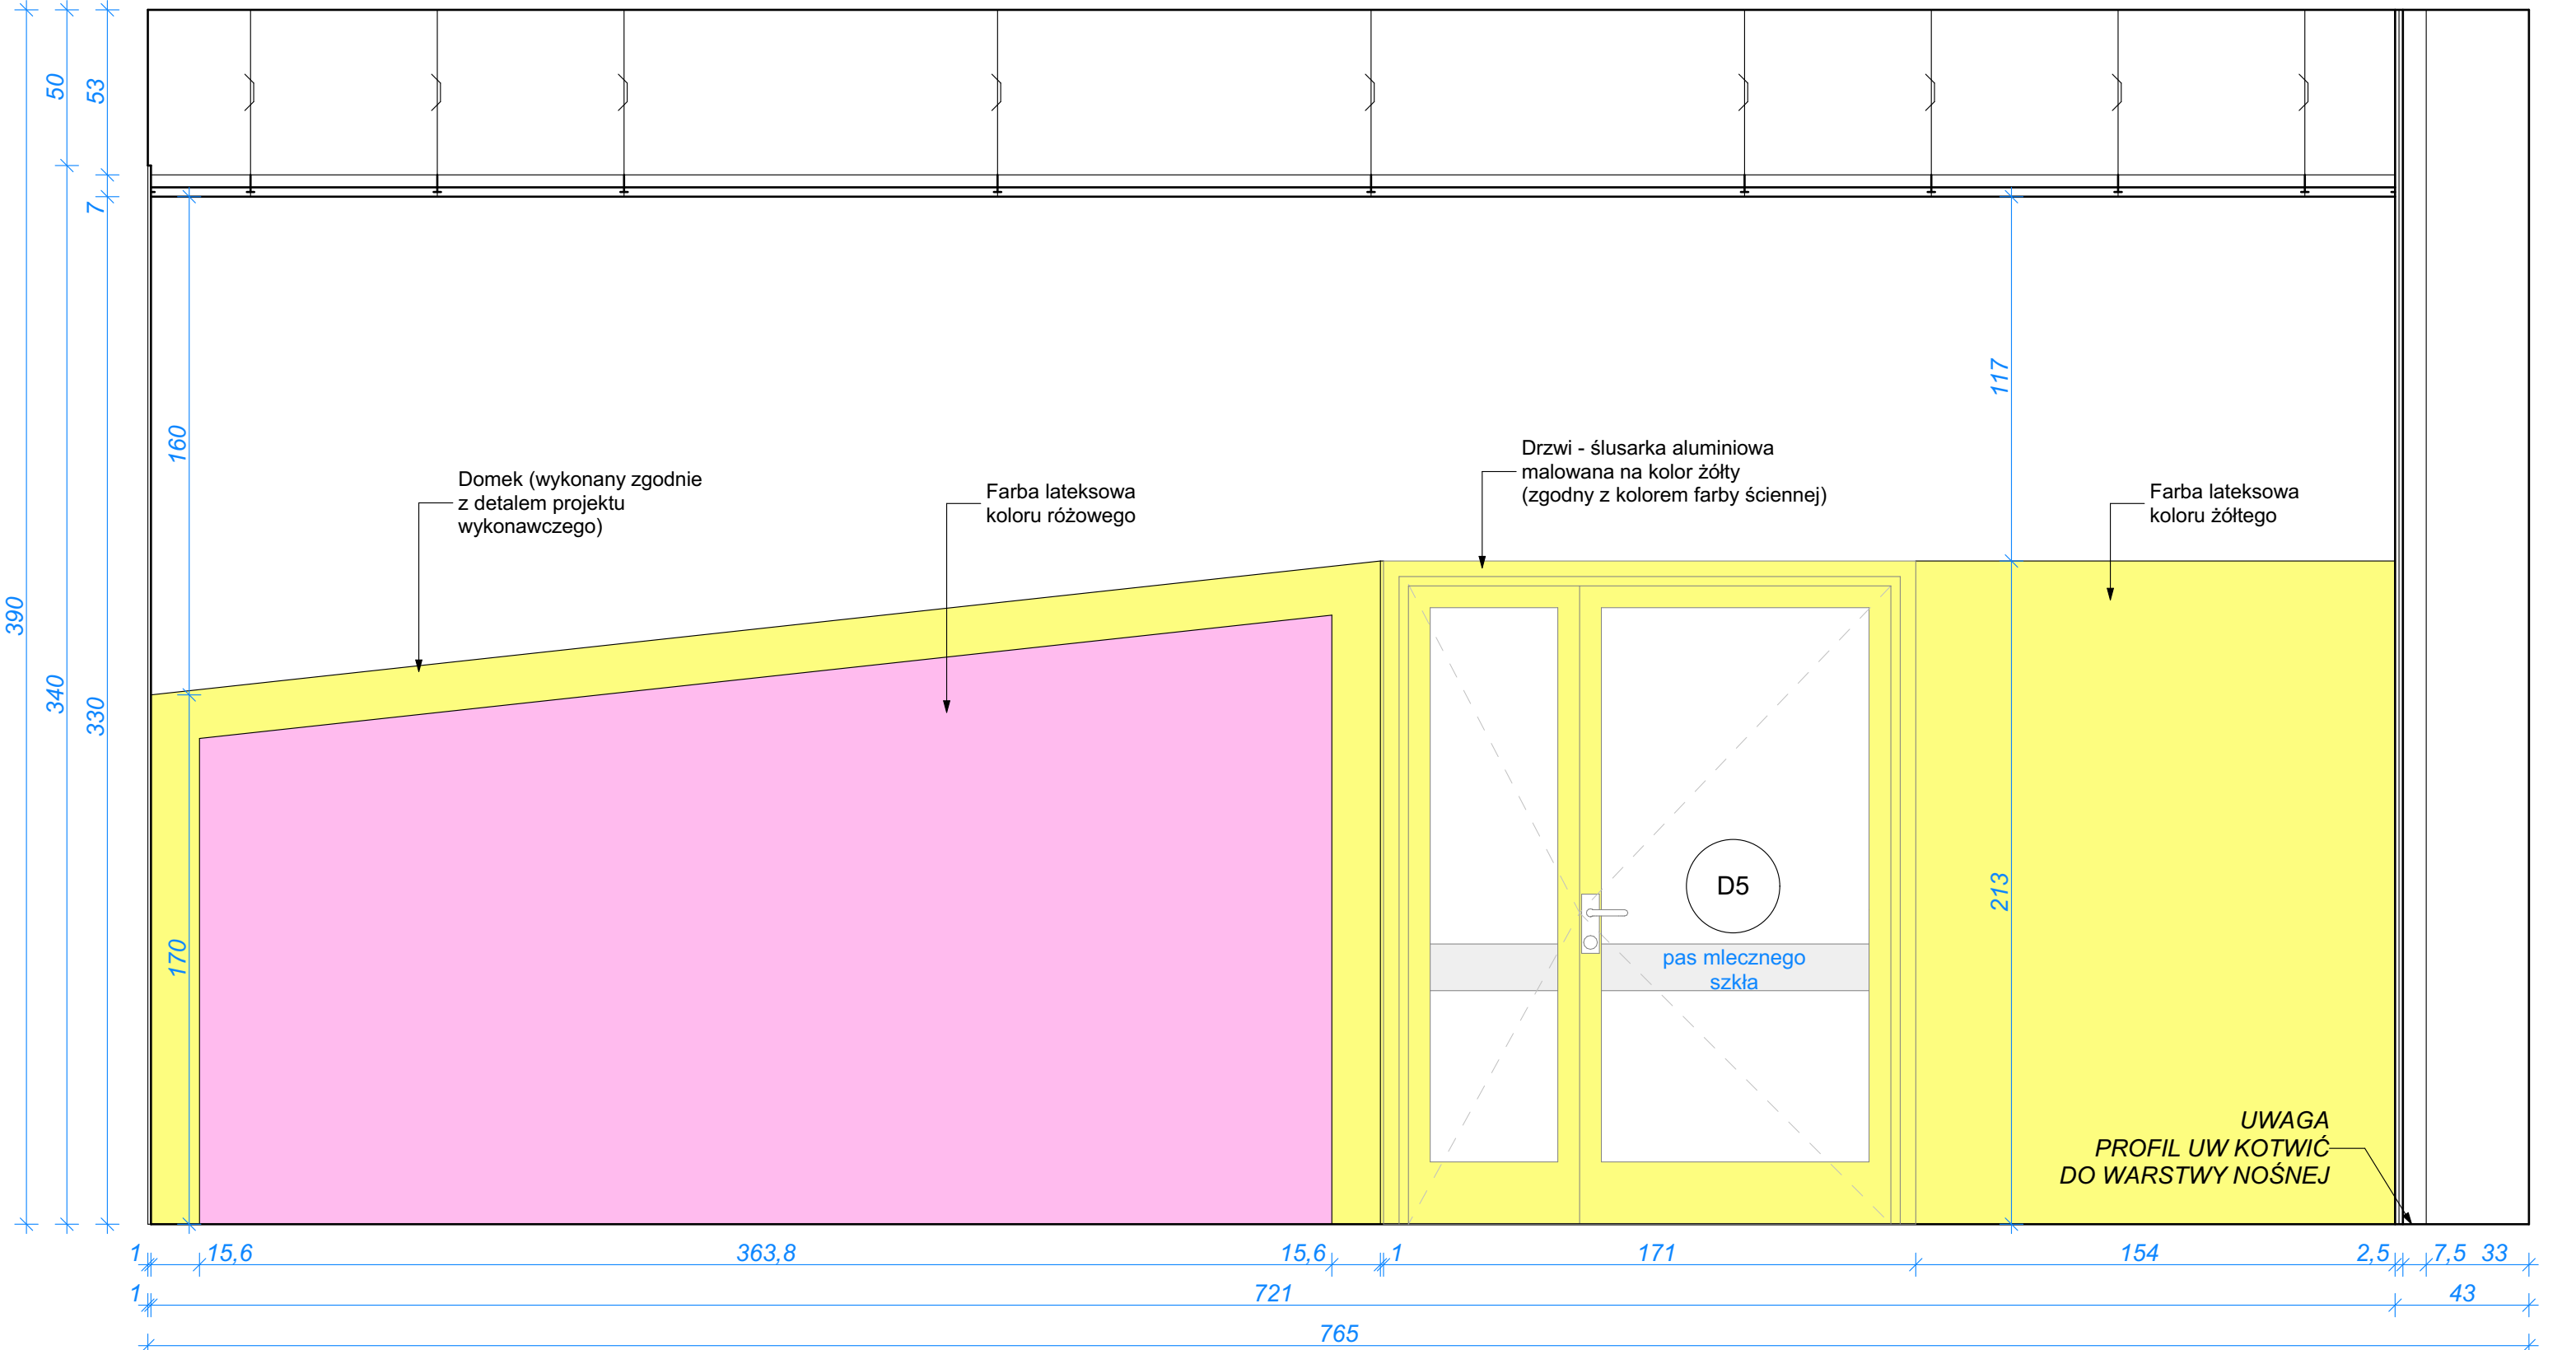 50
53
7
390
340
330
160
170
117
213
Domek (wykonany zgodnie
z detalem projektu
wykonawczego)
Farba lateksowa
koloru różowego
Drzwi - ślusarka aluminiowa
malowana na kolor żółty
(zgodny z kolorem farby ściennej)
Farba lateksowa
koloru żółtego
D5
pas mlecznego
szkła
UWAGA
PROFIL UW KOTWIĆ
DO WARSTWY NOŚNEJ
1 15,6 363,8 15,6 1 171 154 2,5 7,5 33
1 721 43
765